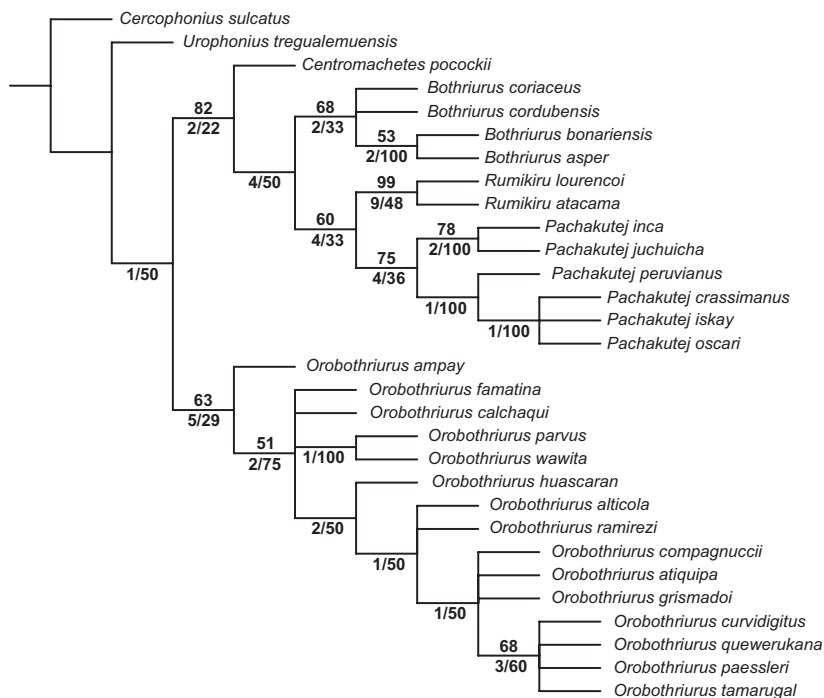 Cercophonius sulcatus
Urophonius tregualemuensis
Centromachetes pocockii
Bothriurus coriaceus
82
68
2/22
2/33
Bothriurus cordubensis
53
Bothriurus bonariensis
2/100
Bothriurus asper
4/50
99
Rumikiru lourencoi
9/48
Rumikiru atacama
60
4/33
78
Pachakutej inca
2/100
Pachakutej juchuicha
75
4/36
1/50
Pachakutej peruvianus
1/100
Pachakutej crassimanus
1/100
Pachakutej iskay
Pachakutej oscari
Orobothriurus ampay
63
5/29
Orobothriurus famatina
Orobothriurus calchaqui
51
2/75
1/100
Orobothriurus parvus
Orobothriurus wawita
Orobothriurus huascaran
2/50
Orobothriurus alticola
Orobothriurus ramirezi
1/50
Orobothriurus compagnuccii
Orobothriurus atiquipa
1/50
Orobothriurus grismadoi
Orobothriurus curvidigitus
68
3/60
Orobothriurus quewerukana
Orobothriurus paessleri
Orobothriurus tamarugal